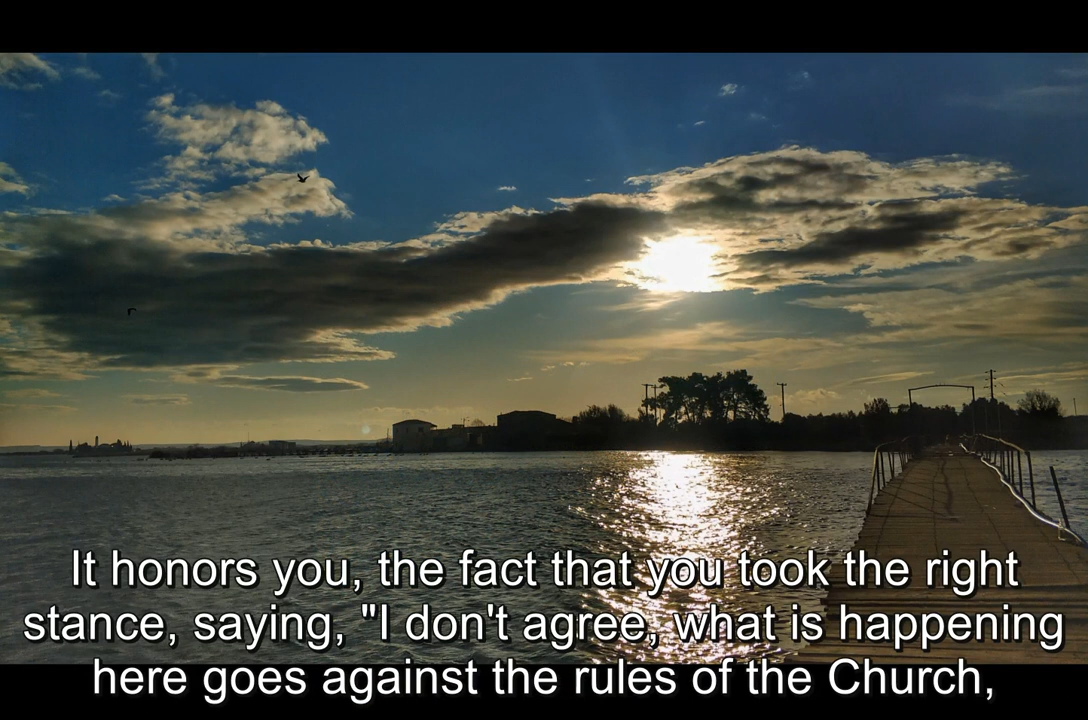 It honors you, the fact that you took the right
stance, saying, "I don't agree, what is happening
here goes against the rules of the Church,